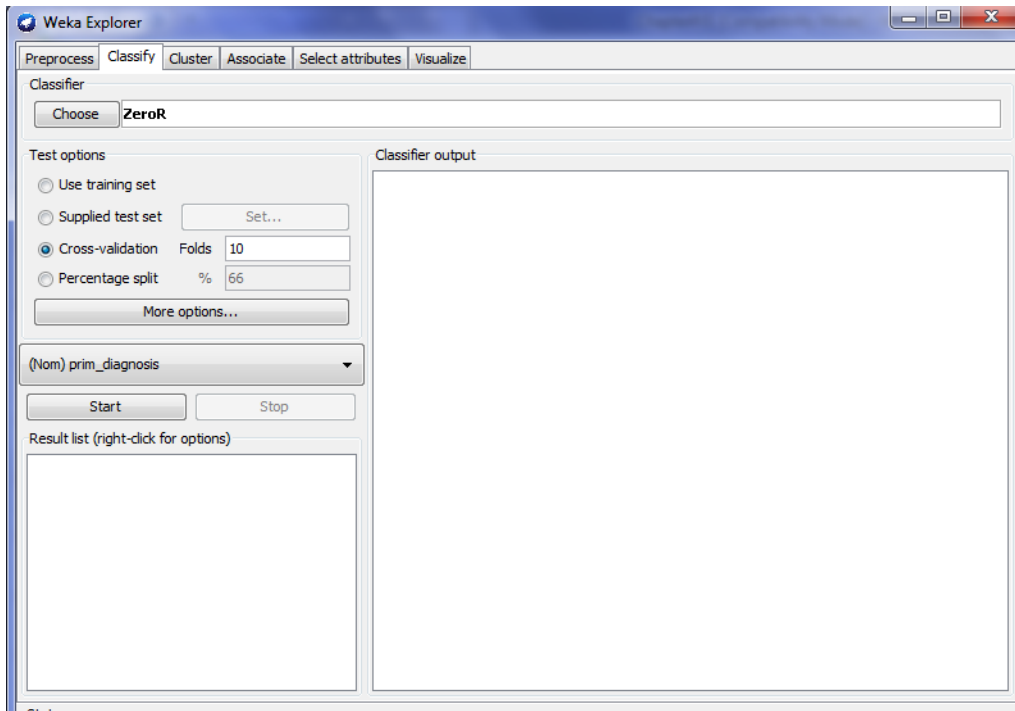 Weka Explorer
Preprocess Classify Cluster Associate Select attributes Visualize
Classifier
Choose ZeroR
Test options
Use training set
Supplied test set Set...
Cross-validation Folds 10
Percentage split % 66
More options...
(Nom) prim_diagnosis
Start Stop
Result list (right-click for options)
Classifier output